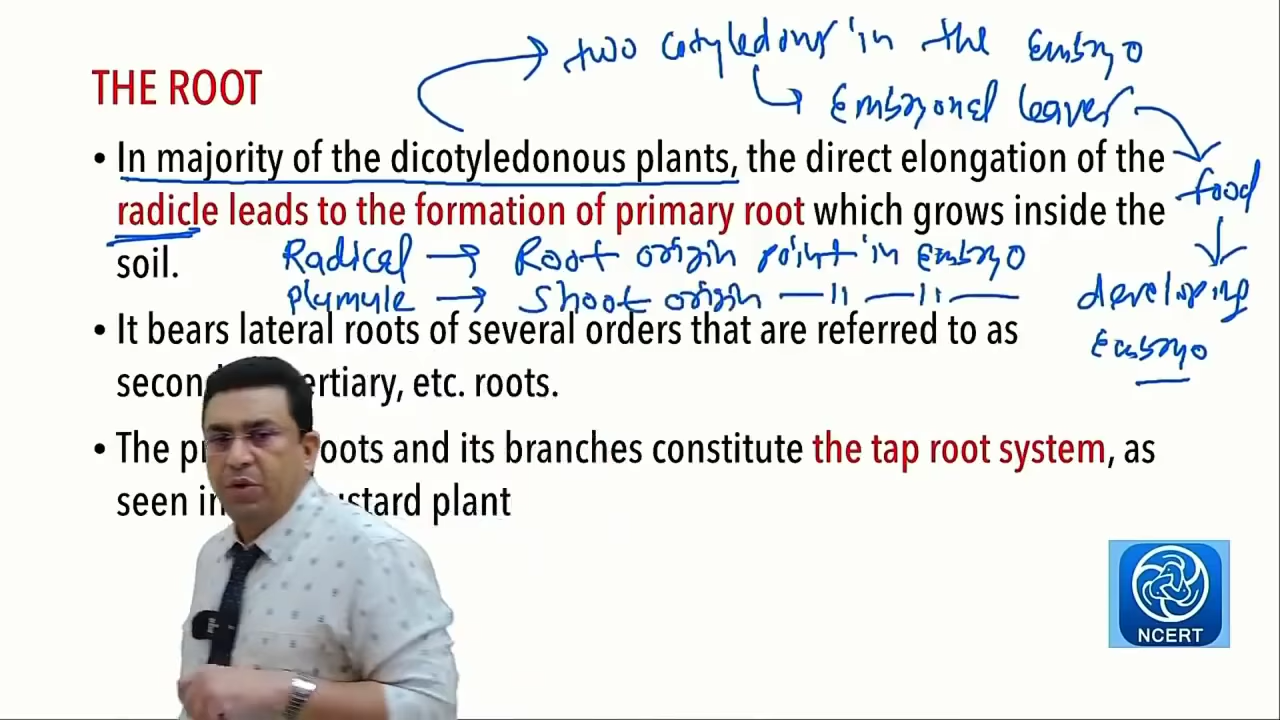 two cotyledons in the Embryo
THE ROOT
Embryonal leaves
• In majority of the dicotyledonous plants, the direct elongation of the
food
radicle leads to the formation of primary root which grows inside the
soil.
Radical → Root origin point in Embryo
Plumule → Shoot origin —11—11—
developing
Embryo
• It bears lateral roots of several orders that are referred to as
second ertiary, etc. roots.
• The pr oots and its branches constitute the tap root system, as
seen in ustard plant
NCERT